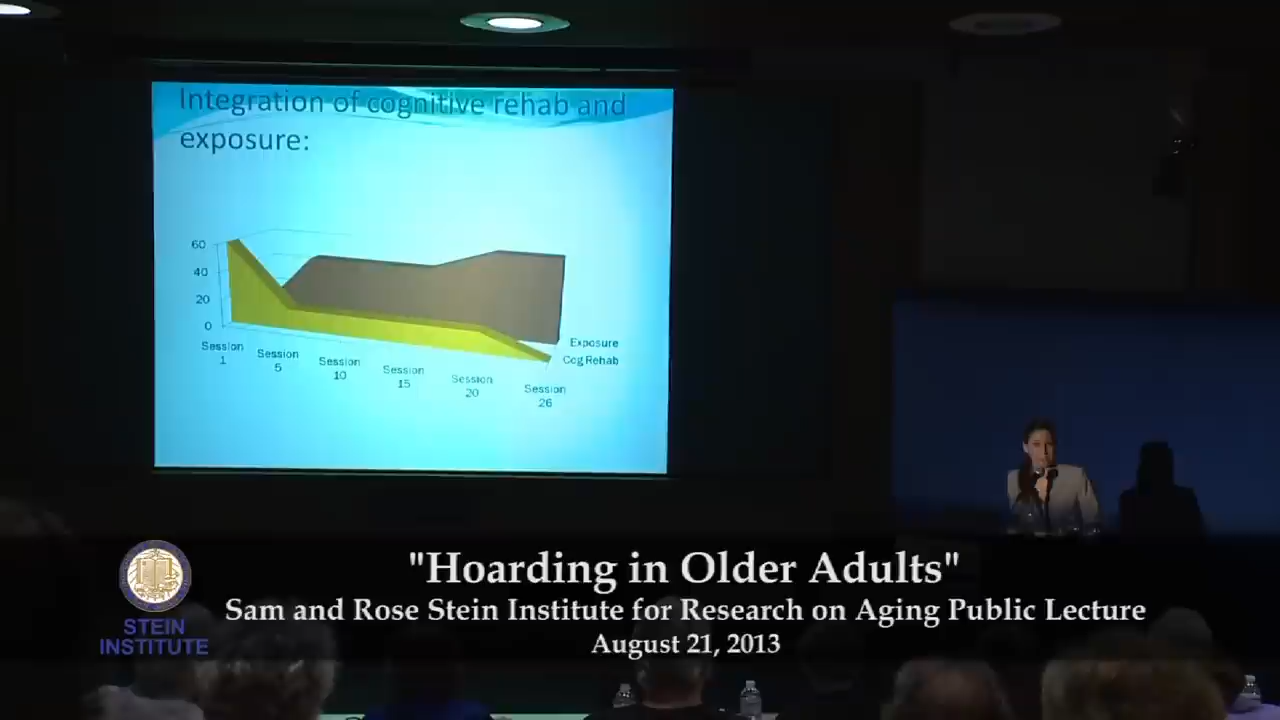 Integration of cognitive rehab and
exposure:
60
40
20
0
Session
1
Session
5
Session
10
Session
15
Session
20
Session
26
Exposure
Cog Rehab
STEIN
INSTITUTE
"Hoarding in Older Adults"
Sam and Rose Stein Institute for Research on Aging Public Lecture
August 21, 2013